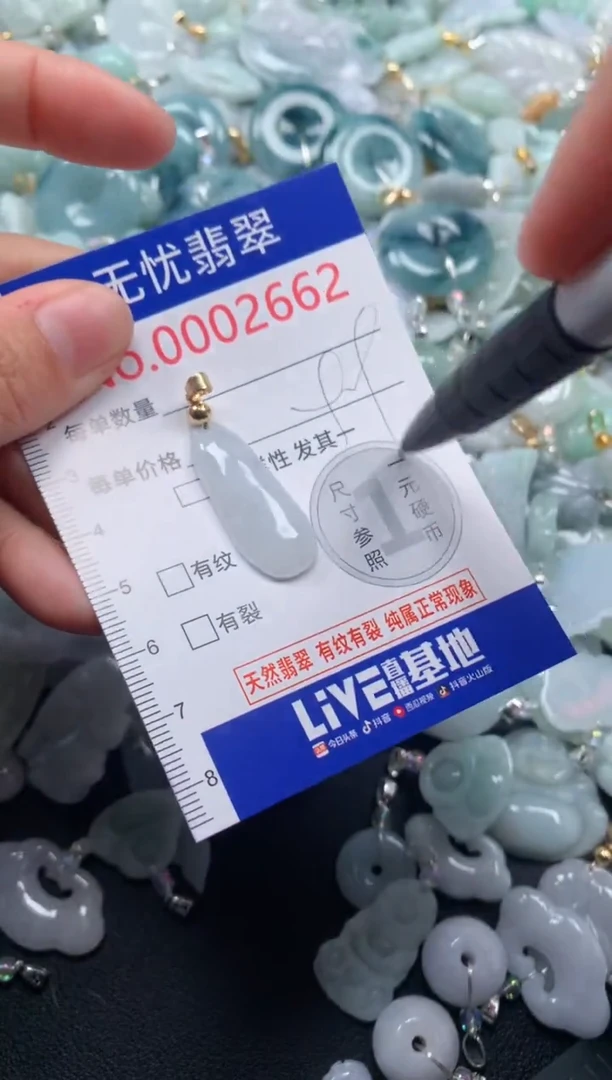 无忧翡翠
No.0002662
每单数量
每单价格
性 发其一
有纹
有裂
尺寸参照
1
一元硬币
天然翡翠 有纹有裂 纯属正常现象
LiVE直播基地
今日头条 抖音 西瓜视频 抖音火山版
3
4
5
6
7
8